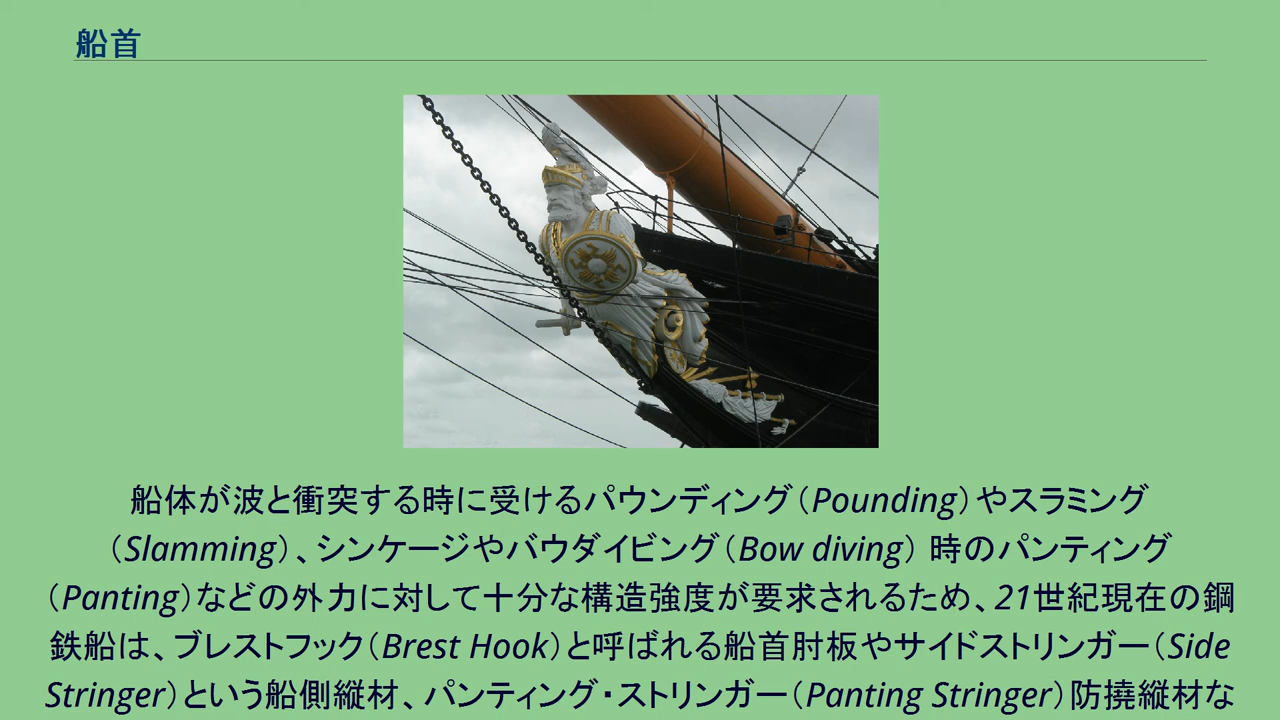 船首
船体が波と衝突する時に受けるパウンディング（Pounding）やスラミング
（Slamming）、シンケージやバウダイビング（Bow diving） 時のパンティング
（Panting）などの外力に対して十分な構造強度が要求されるため、21世紀現在の鋼
鉄船は、ブレストフック（Brest Hook）と呼ばれる船首肘板やサイドストリンガー（Side
Stringer）という船側縦材、パンティング・ストリンガー（Panting Stringer）防撓縦材な